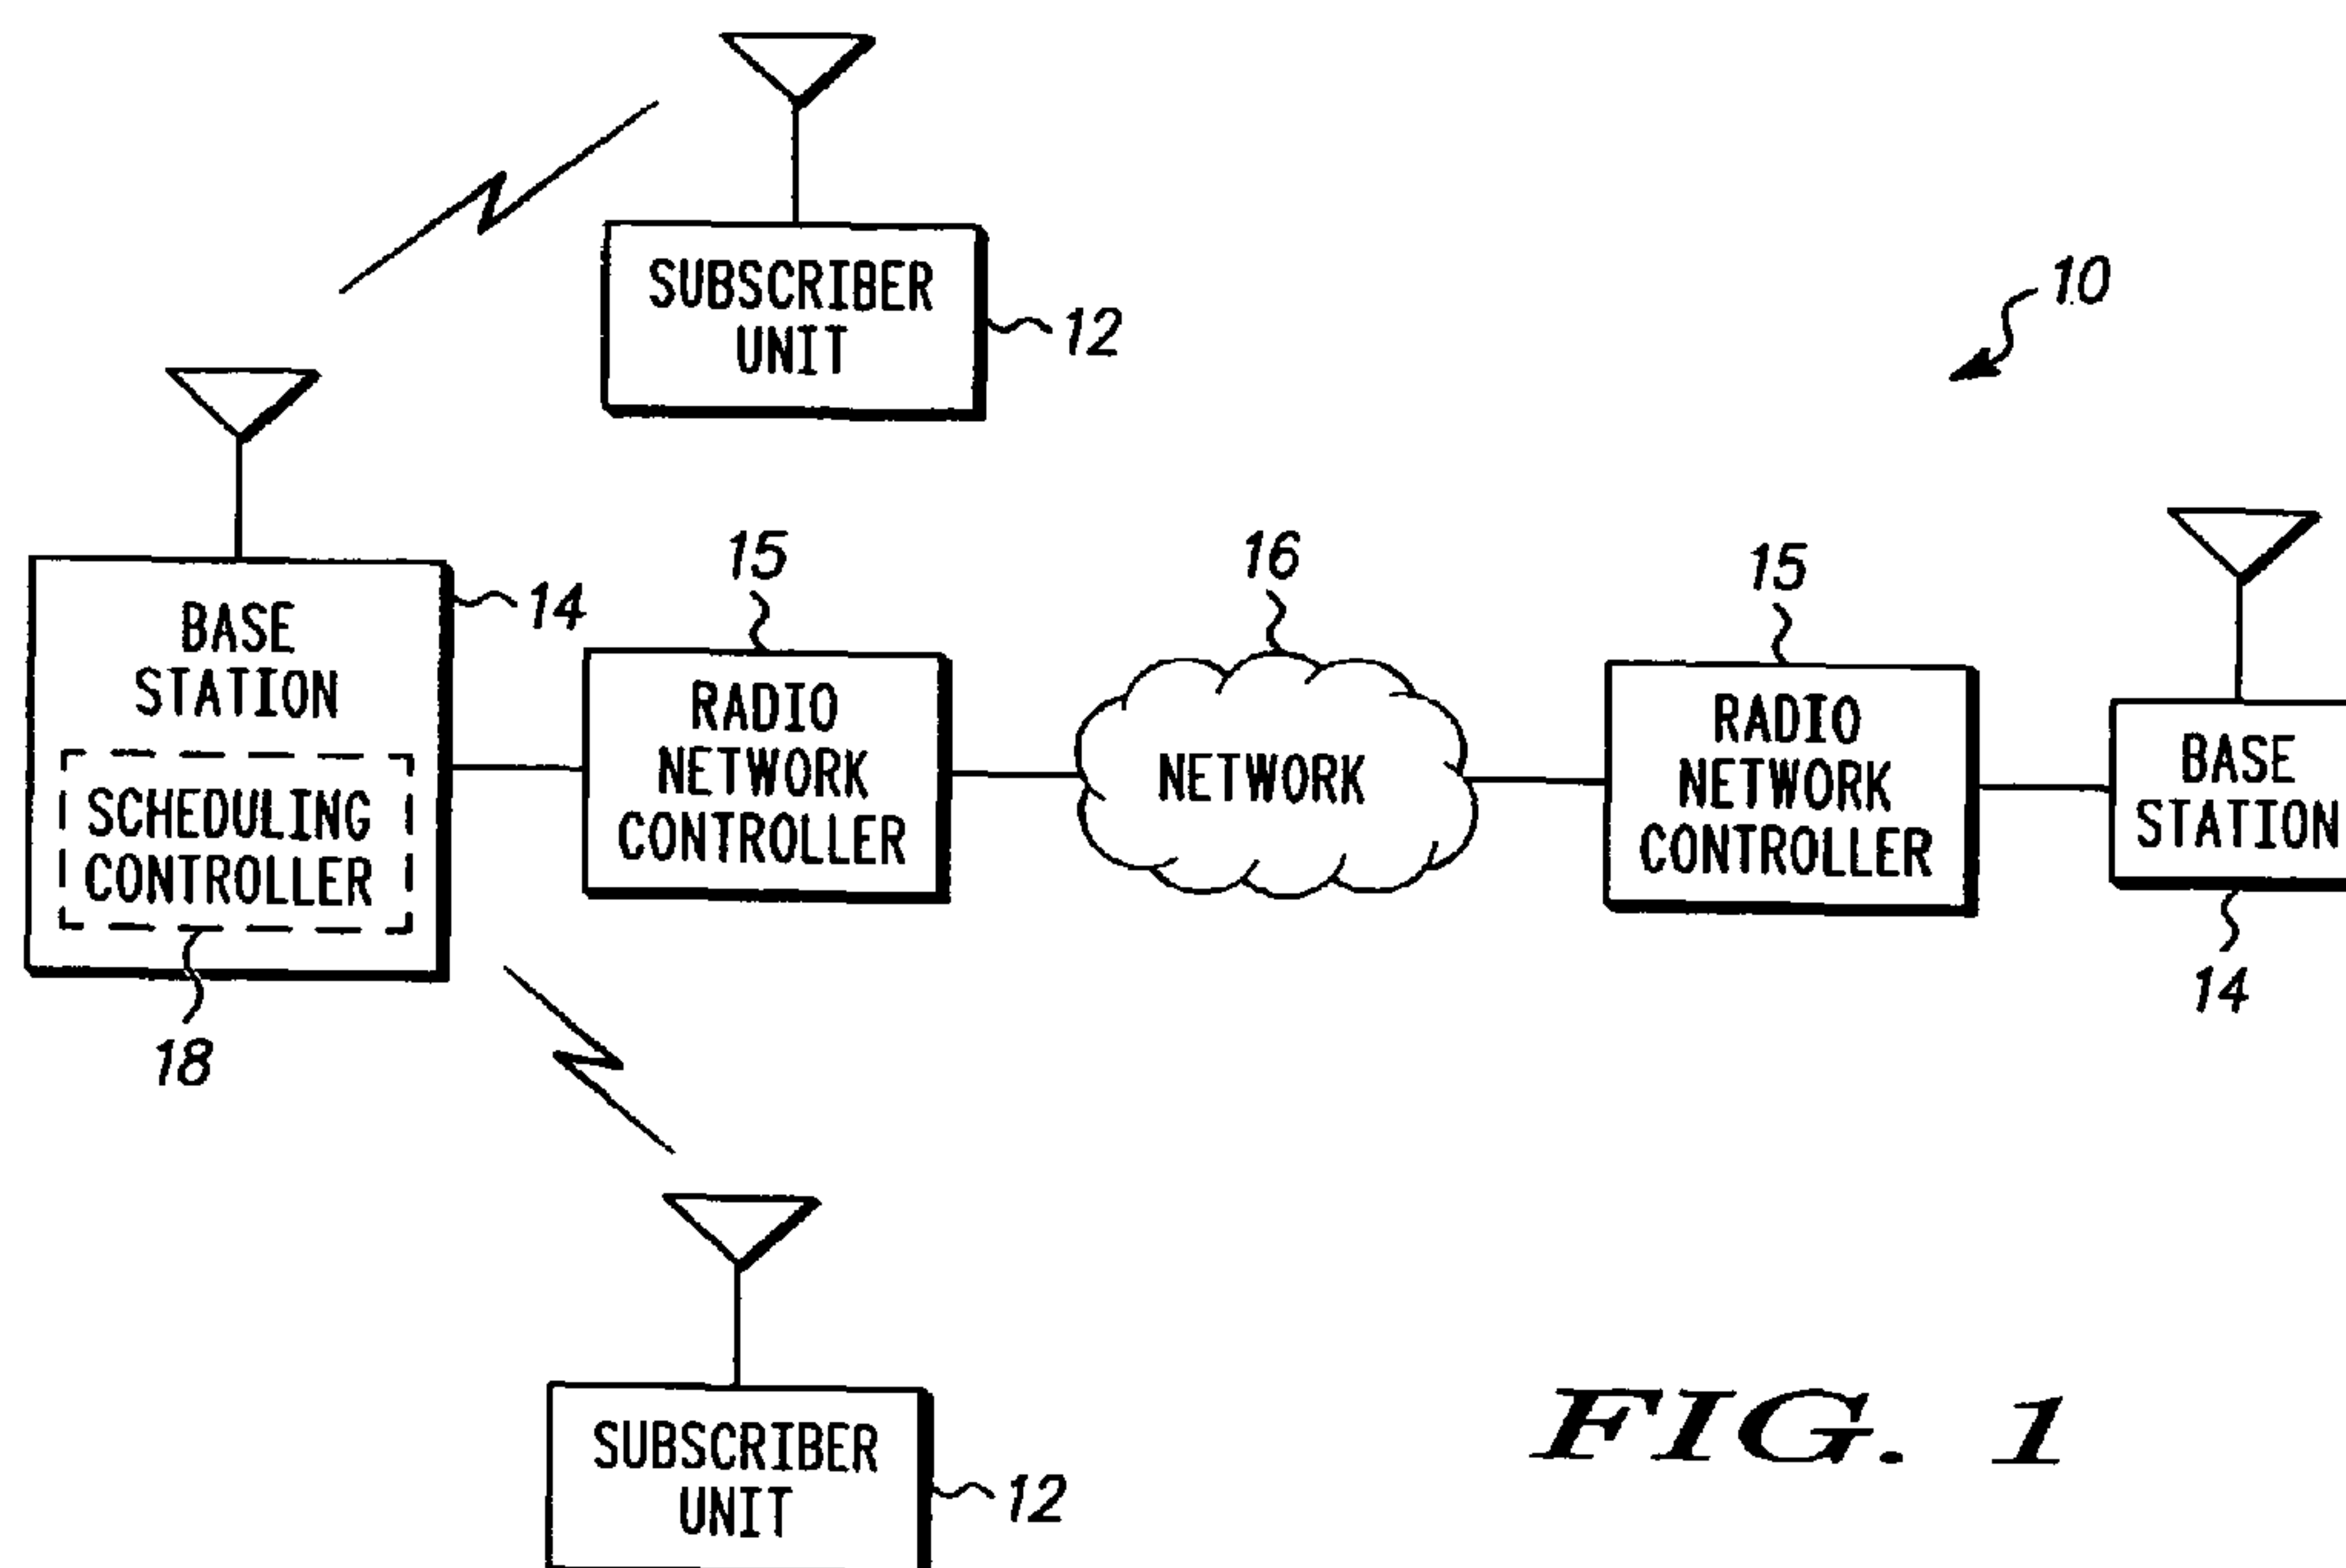 SUBSCRIBER
UNIT
12
10
BASE
STATION
14
SCHEDULING
CONTROLLER
18
15
RADIO
NETWORK
CONTROLLER
16
NETWORK
15
RADIO
NETWORK
CONTROLLER
BASE
STATION
14
SUBSCRIBER
UNIT
12
FIG. 1